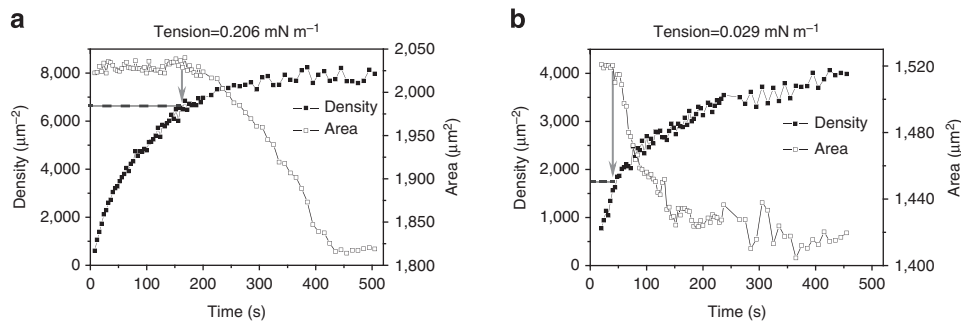 a
Tension=0.206 mN m⁻¹
Density (μm⁻²)
8,000
6,000
4,000
2,000
0
2,050
2,000
1,950
1,900
1,850
1,800
Area (μm²)
Density
Area
0 100 200 300 400 500
Time (s)
b
Tension=0.029 mN m⁻¹
Density (μm⁻²)
4,000
3,000
2,000
1,000
0
1,520
1,480
1,440
1,400
Area (μm²)
Density
Area
0 100 200 300 400 500
Time (s)